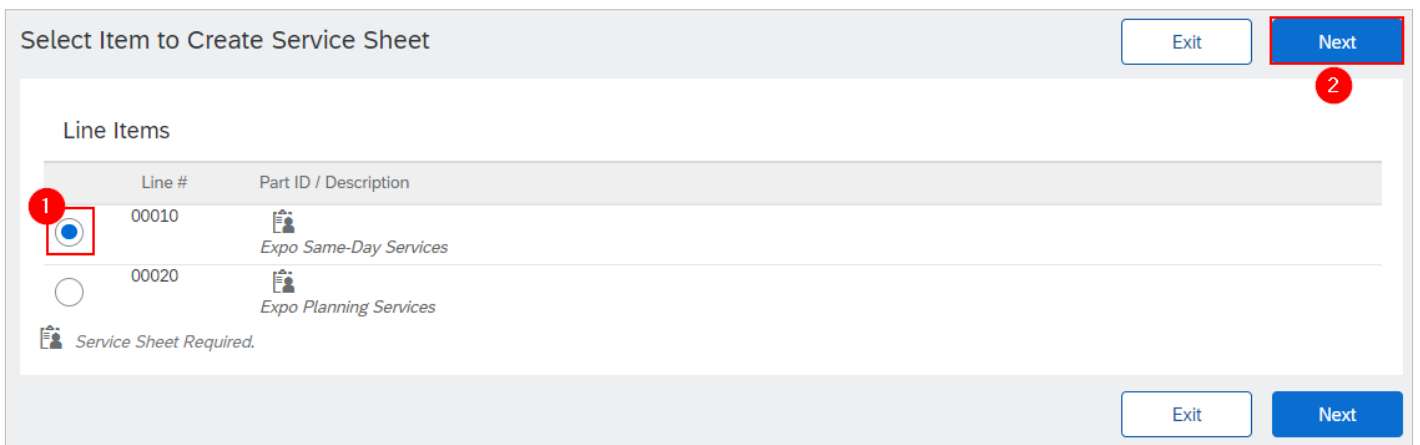 Select Item to Create Service Sheet Exit Next
2
Line Items
Line # Part ID / Description
1
00010
Expo Same-Day Services
00020
Expo Planning Services
Service Sheet Required.
Exit Next